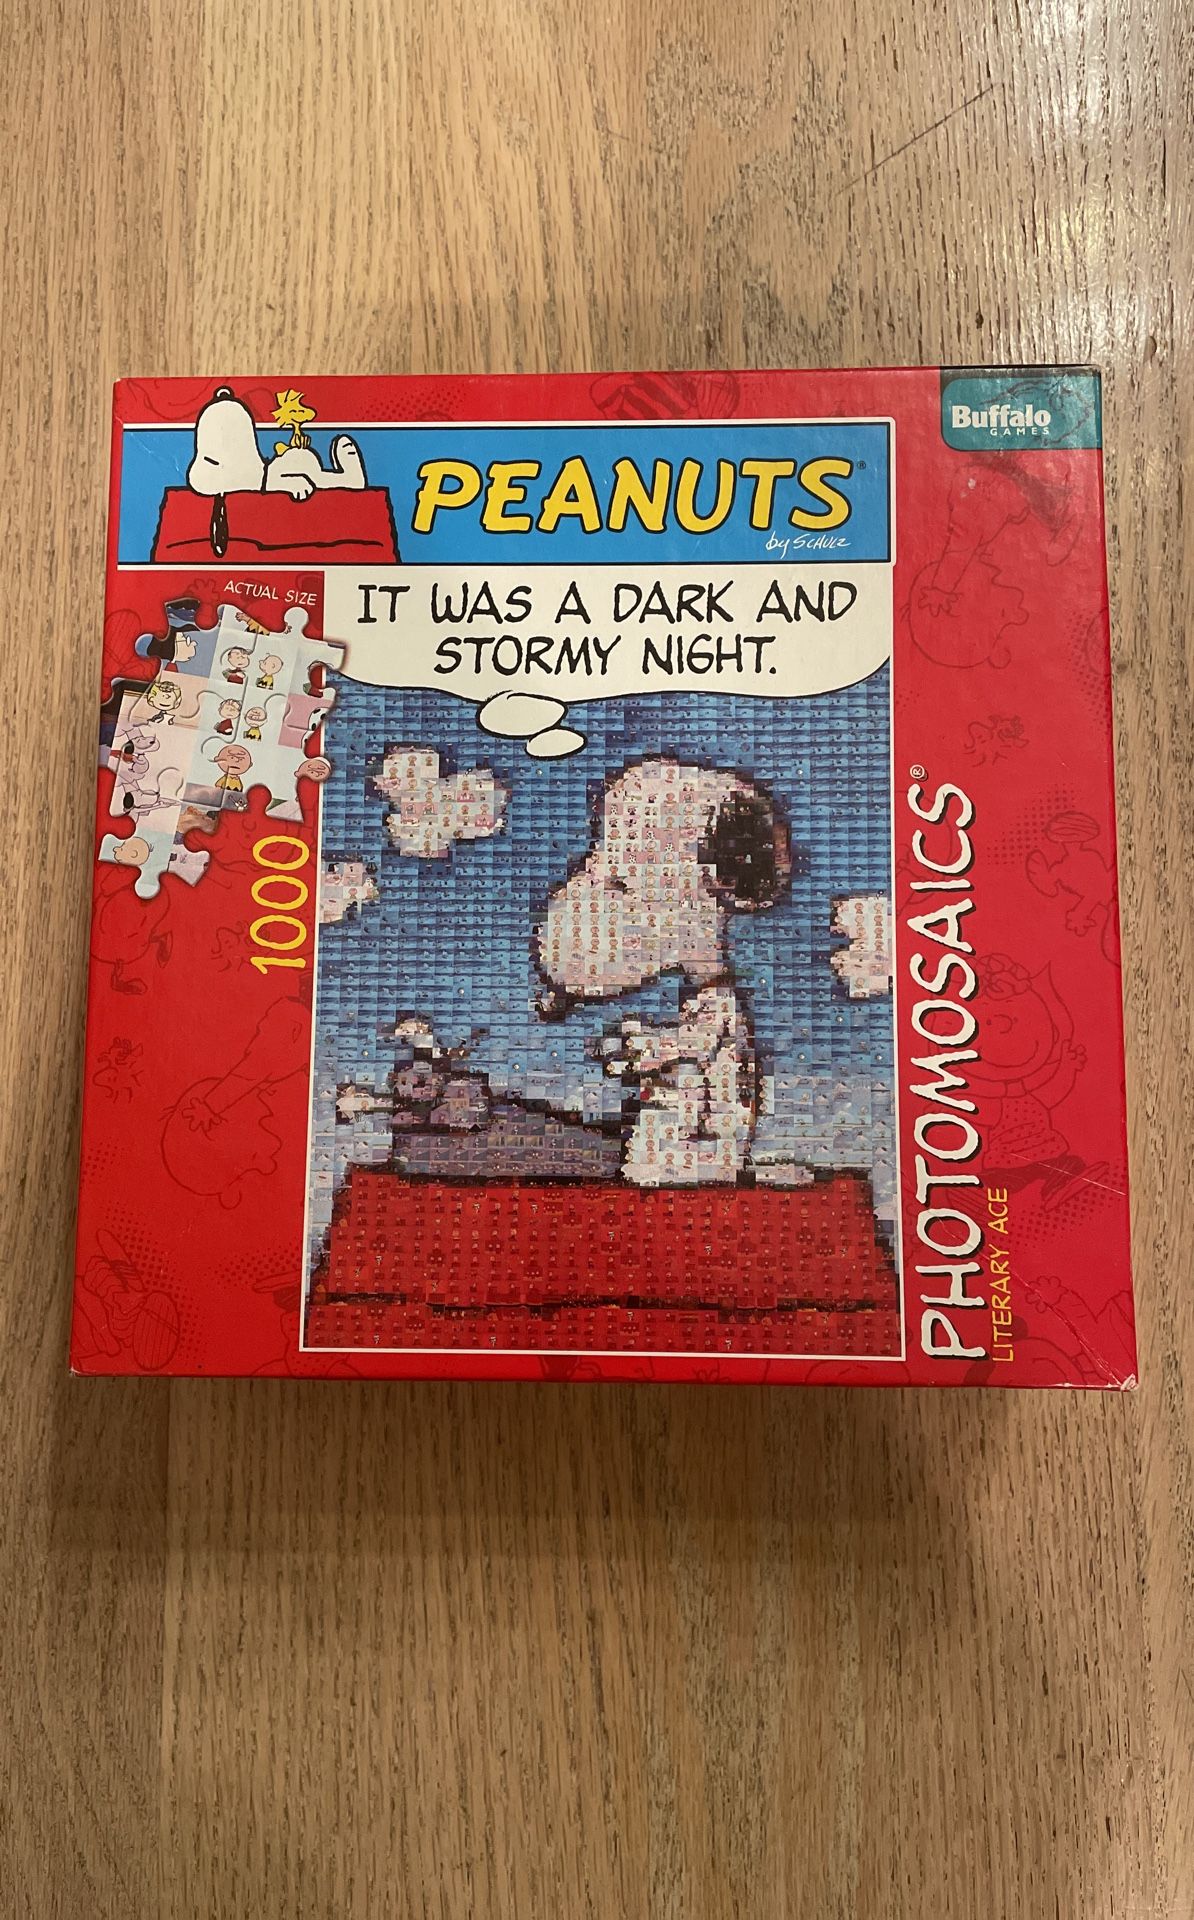 Buffalo
GAMES
PEANUTS®
by SCHULZ
ACTUAL SIZE
IT WAS A DARK AND
STORMY NIGHT.
1000
PHOTOMOSAICS®
LITERARY ACE